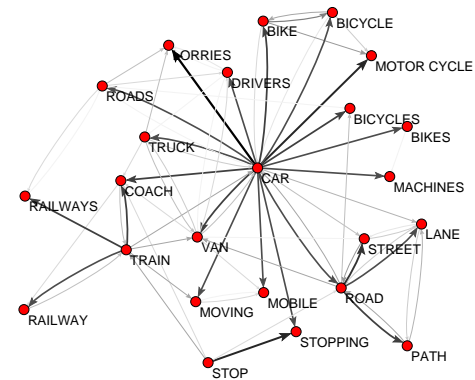 BIKE
BICYCLE
ORRIES
MOTOR CYCLE
DRIVERS
ROADS
BICYCLES
BIKES
TRUCK
CAR
MACHINES
COACH
RAILWAYS
LANE
VAN
STREET
TRAIN
ROAD
MOBILE
MOVING
RAILWAY
STOPPING
PATH
STOP